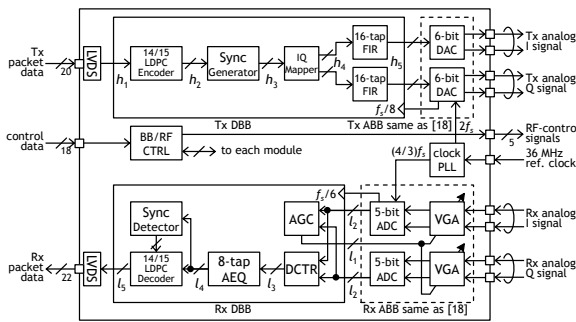 Tx
packet
data
20
LVDS
h1
14/15
LDPC
Encoder
h2
Sync
Generator
h3
IQ
Mapper
h4
16-tap
FIR
16-tap
FIR
h5
6-bit
DAC
6-bit
DAC
Tx analog
I signal
Tx analog
Q signal
Tx DBB
fs/8
Tx ABB same as [18]
2fs
control
data
18
BB/RF
CTRL
to each module
5
RF-control
signals
(4/3)fs
clock
PLL
36 MHz
ref. clock
fs/6
Sync
Detector
AGC
l2
5-bit
ADC
VGA
Rx analog
I signal
l1
Rx
packet
data
22
LVDS
l5
14/15
LDPC
Decoder
l4
8-tap
AEQ
l3
DCTR
l1
l2
5-bit
ADC
VGA
Rx analog
Q signal
Rx DBB
Rx ABB same as [18]